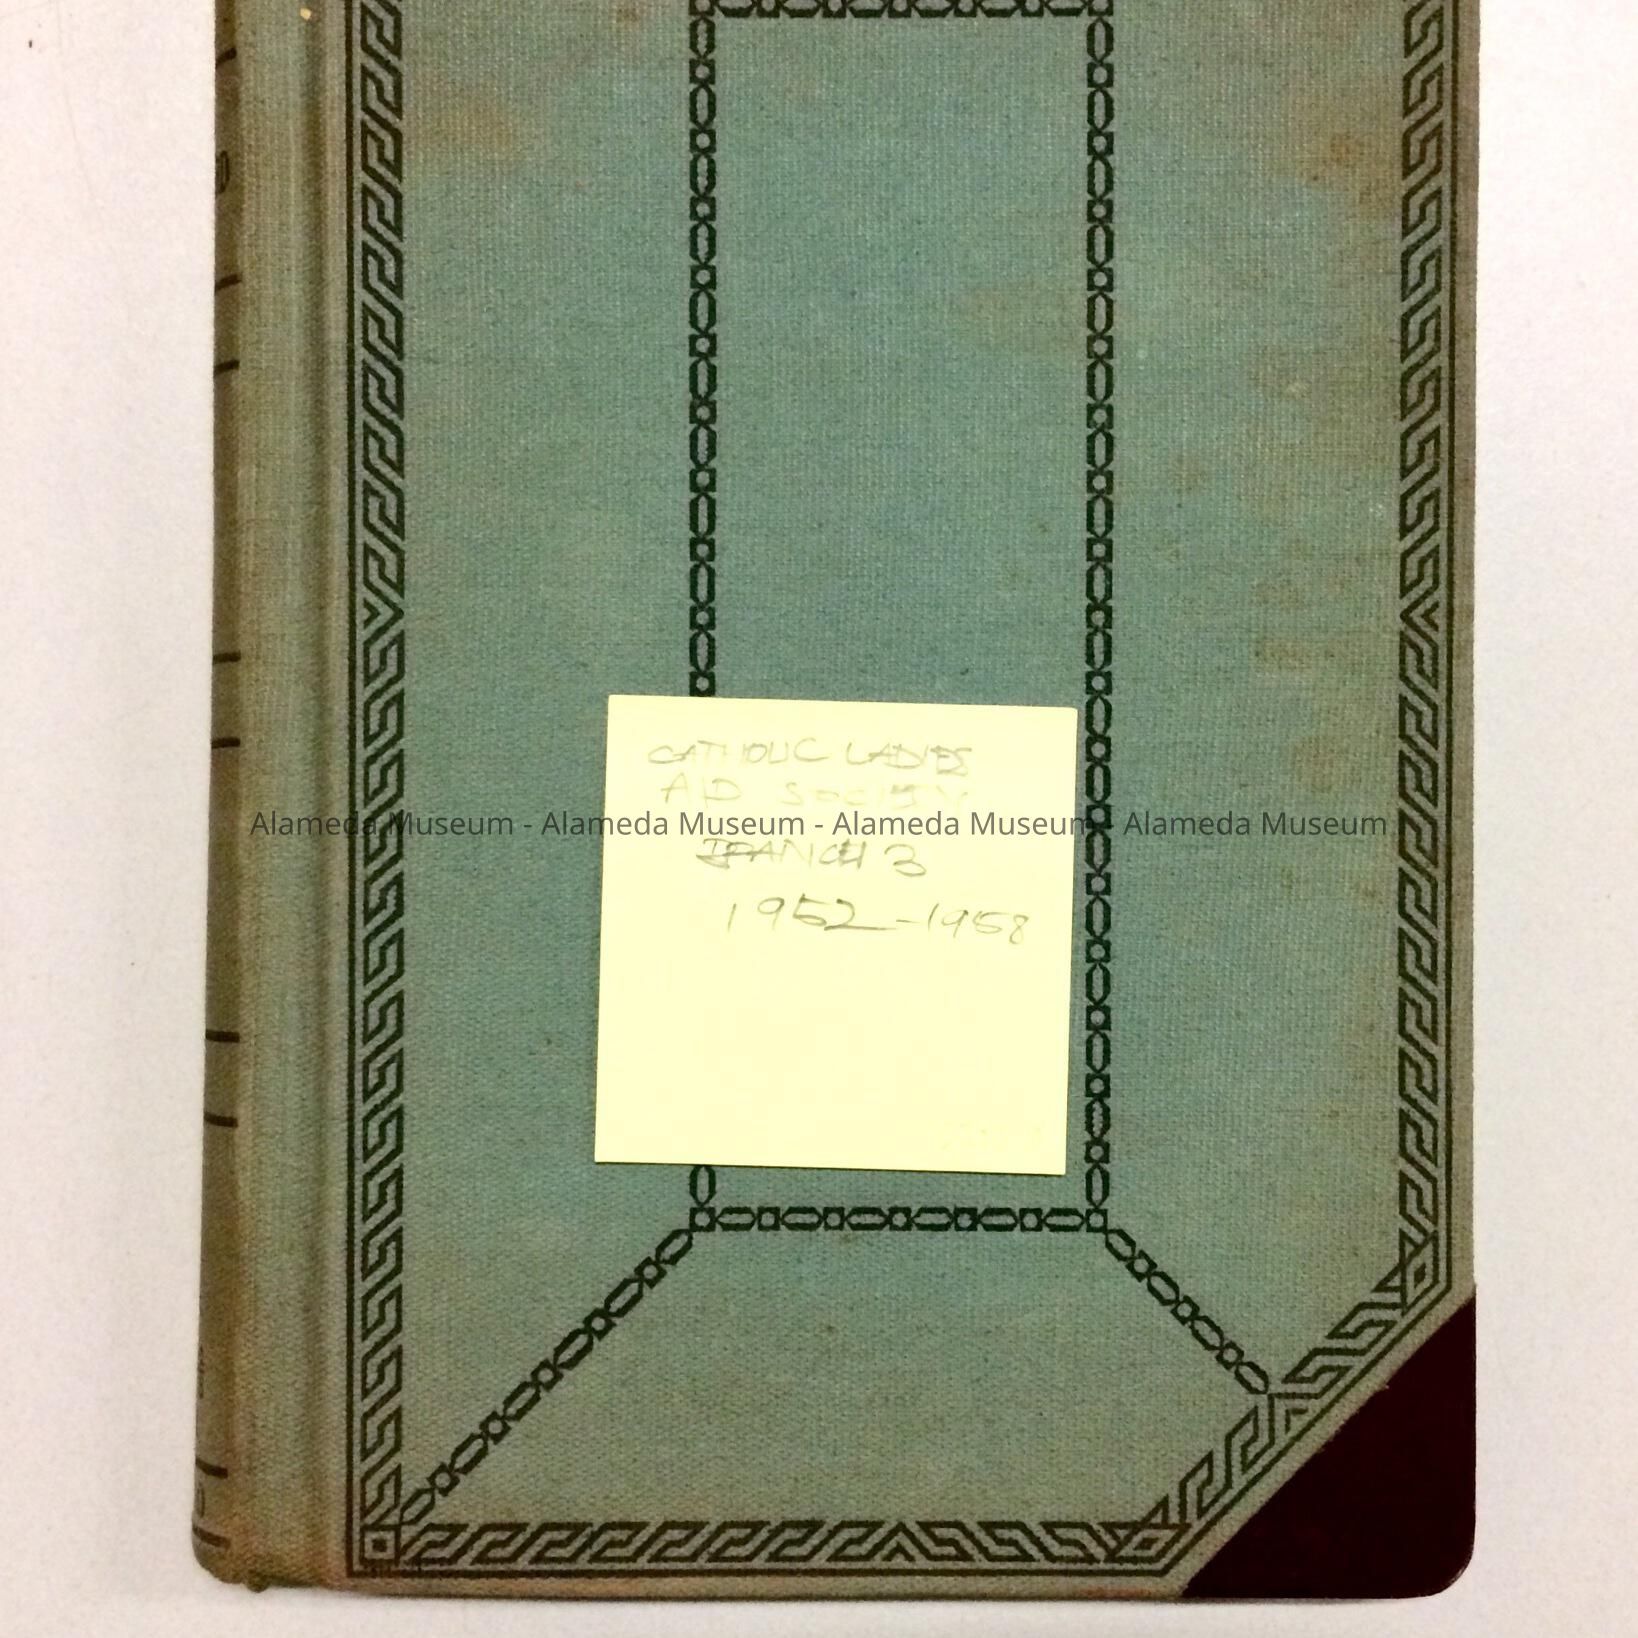 CATHOLIC LADIES
AID SOCIETY
Alameda Museum - Alameda Museum - Alameda Museum - Alameda Museum
BRANCH 3
1952-1958